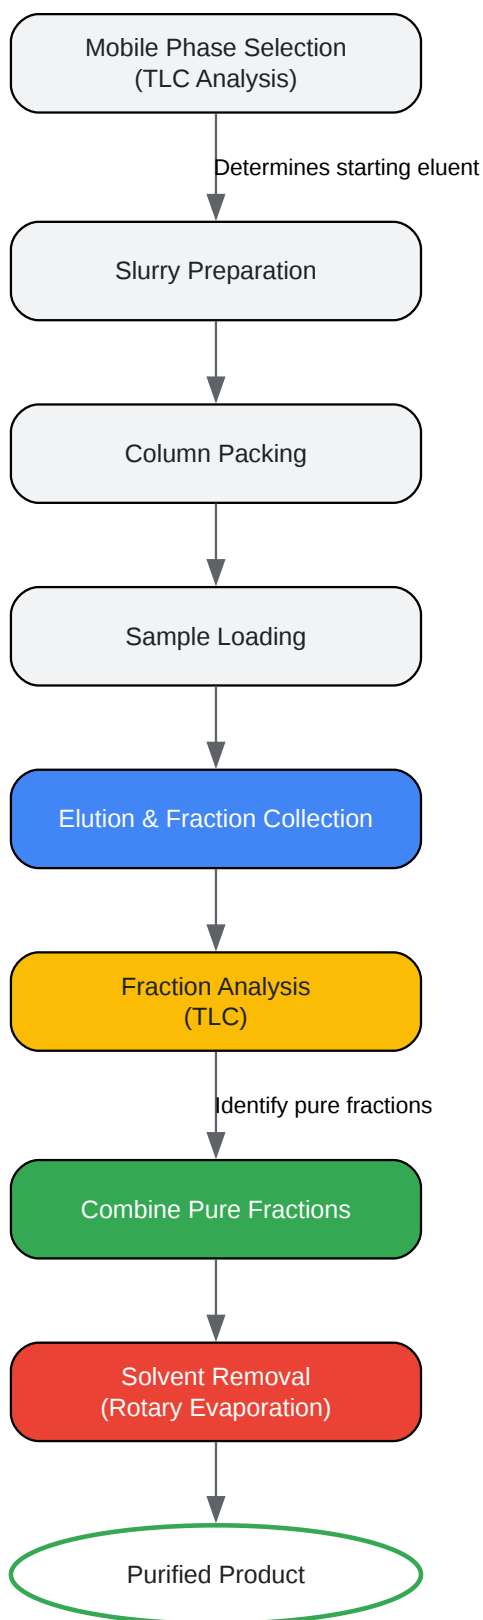 Mobile Phase Selection
(TLC Analysis)
Determines starting eluent
Slurry Preparation
Column Packing
Sample Loading
Elution & Fraction Collection
Fraction Analysis
(TLC)
Identify pure fractions
Combine Pure Fractions
Solvent Removal
(Rotary Evaporation)
Purified Product